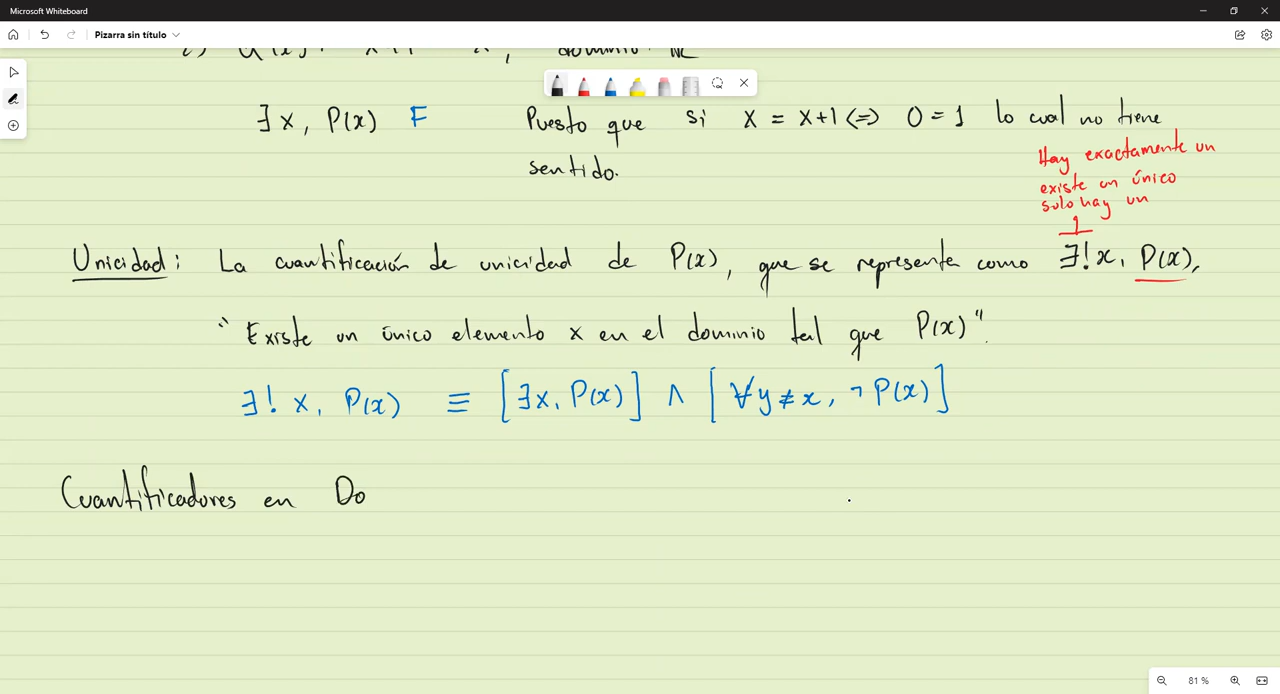 Microsoft Whiteboard
Pizarra sin título
∃ x, P(x) F Puesto que si x = x+1 (=) 0 = 1 lo cual no tiene
sentido.
Hay exactamente un
existe un único
solo hay un
Unicidad: La cuantificación de unicidad de P(x), que se representa como ∃! x, P(x),
"Existe un único elemento x en el dominio tal que P(x)".
∃! x, P(x) ≡ [∃x, P(x)] ∧ [∀y ≠ x, ¬P(x)]
Cuantificadores en Do
81 %